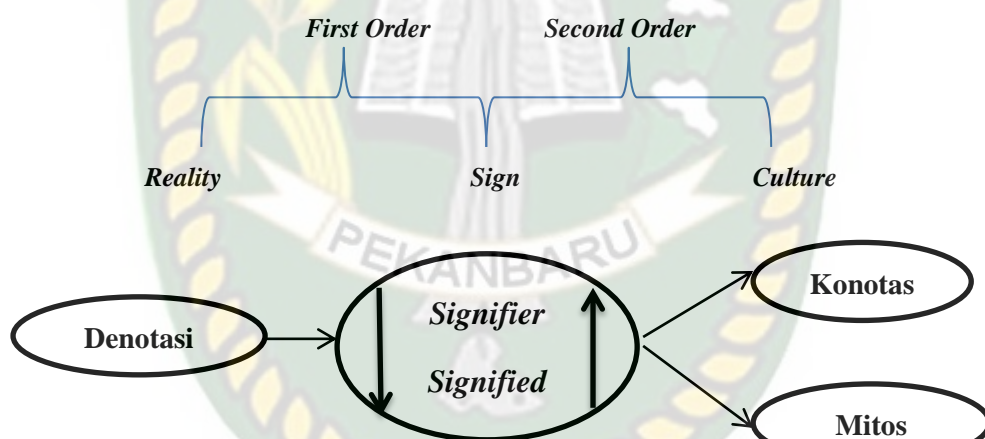 First Order Second Order
Reality Sign Culture
PEKANBARU
Konotas
Signifier
Denotasi
Signified
Mitos